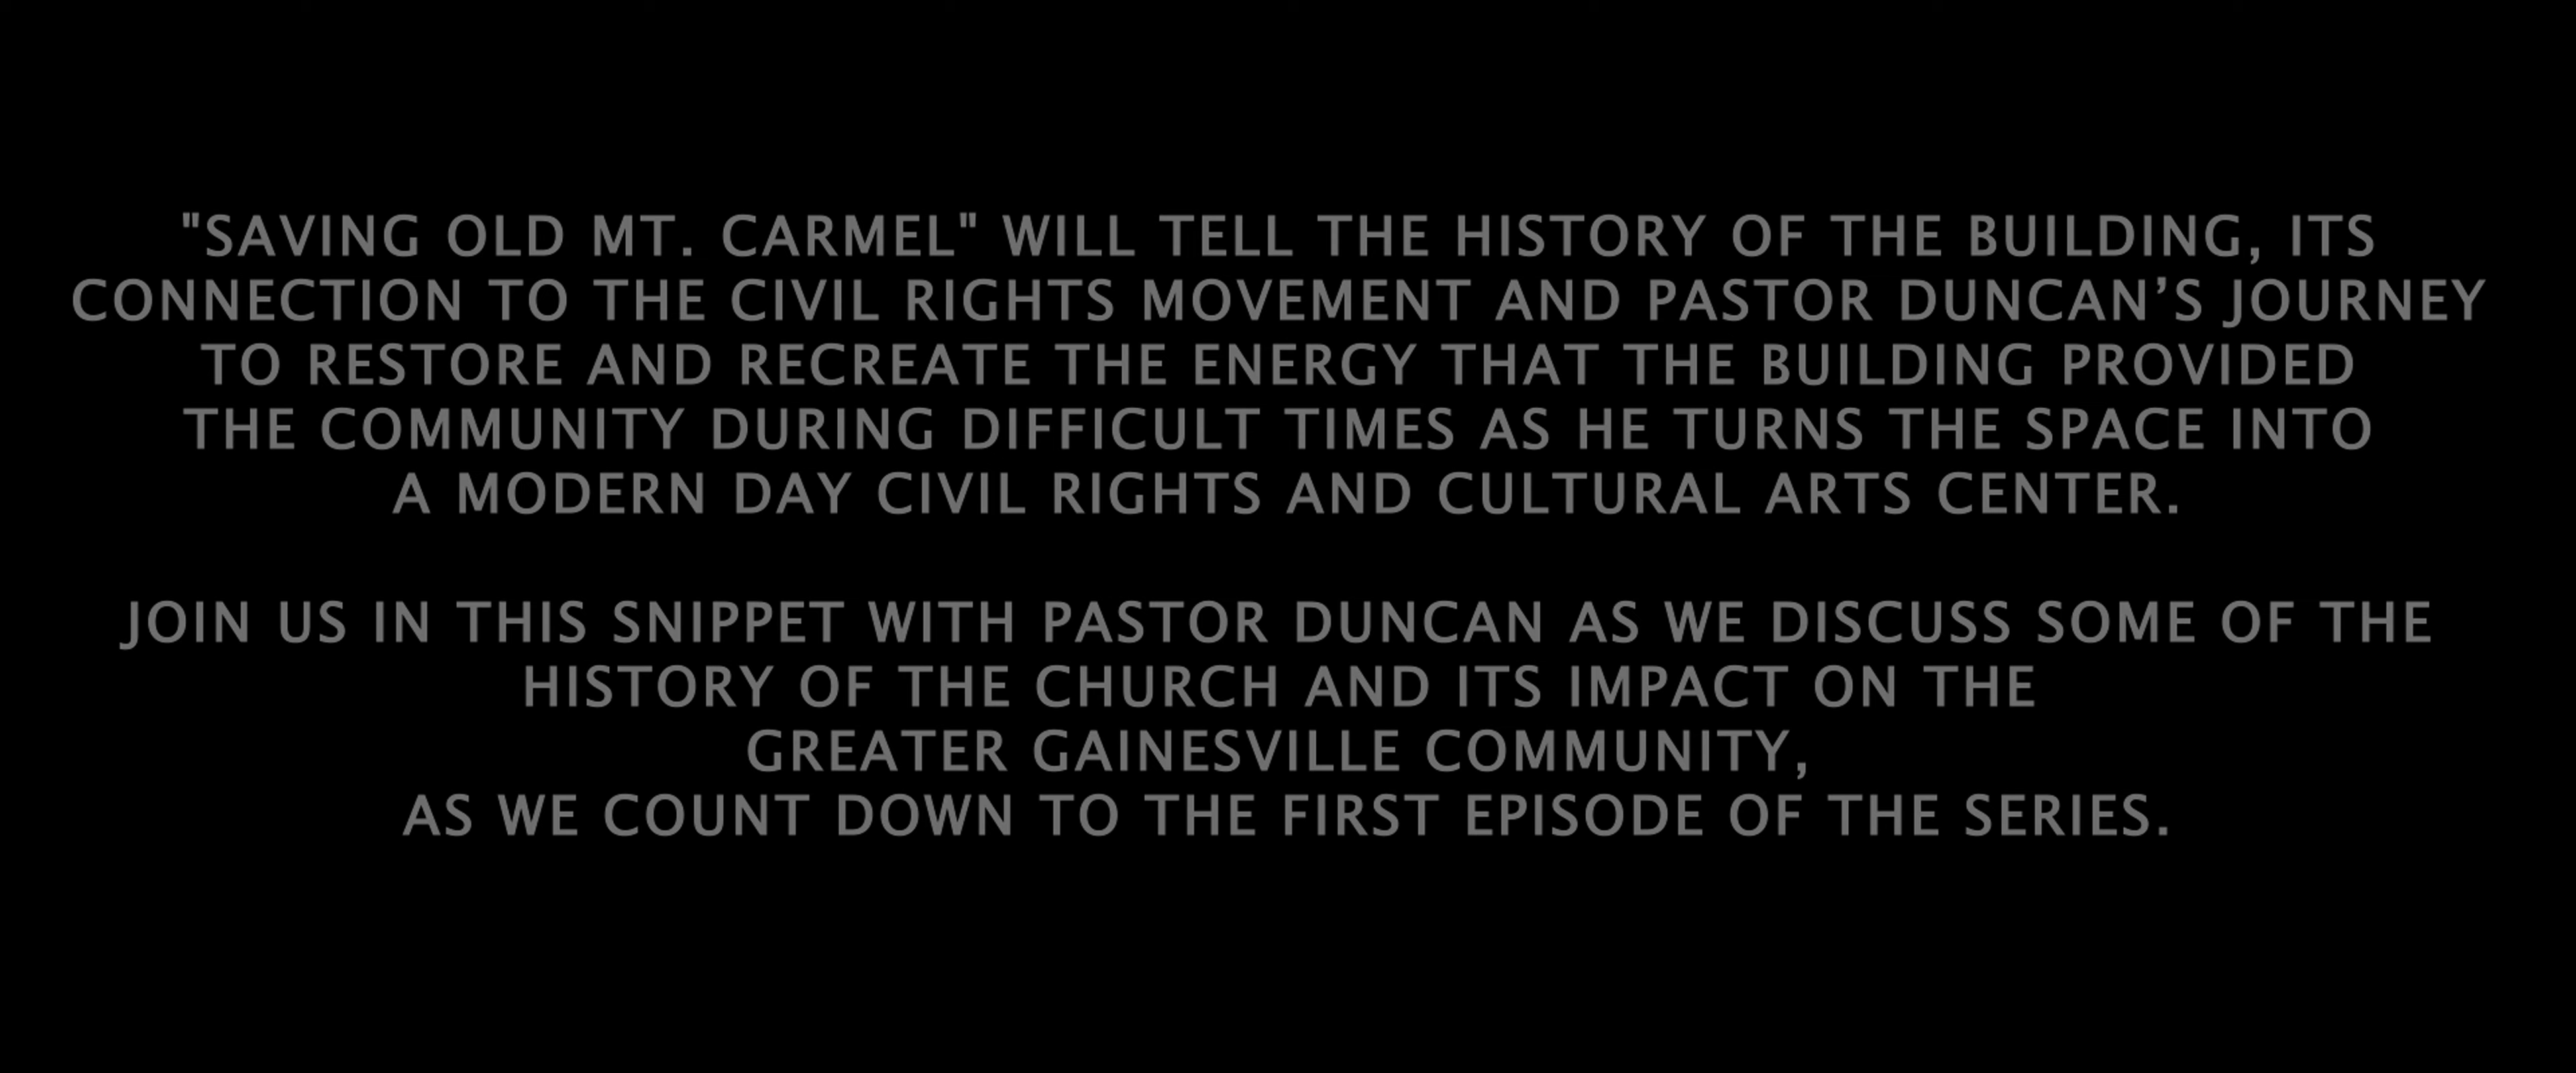 "SAVING OLD MT. CARMEL" WILL TELL THE HISTORY OF THE BUILDING, ITS
CONNECTION TO THE CIVIL RIGHTS MOVEMENT AND PASTOR DUNCAN’S JOURNEY
TO RESTORE AND RECREATE THE ENERGY THAT THE BUILDING PROVIDED
THE COMMUNITY DURING DIFFICULT TIMES AS HE TURNS THE SPACE INTO
A MODERN DAY CIVIL RIGHTS AND CULTURAL ARTS CENTER.
JOIN US IN THIS SNIPPET WITH PASTOR DUNCAN AS WE DISCUSS SOME OF THE
HISTORY OF THE CHURCH AND ITS IMPACT ON THE
GREATER GAINESVILLE COMMUNITY,
AS WE COUNT DOWN TO THE FIRST EPISODE OF THE SERIES.